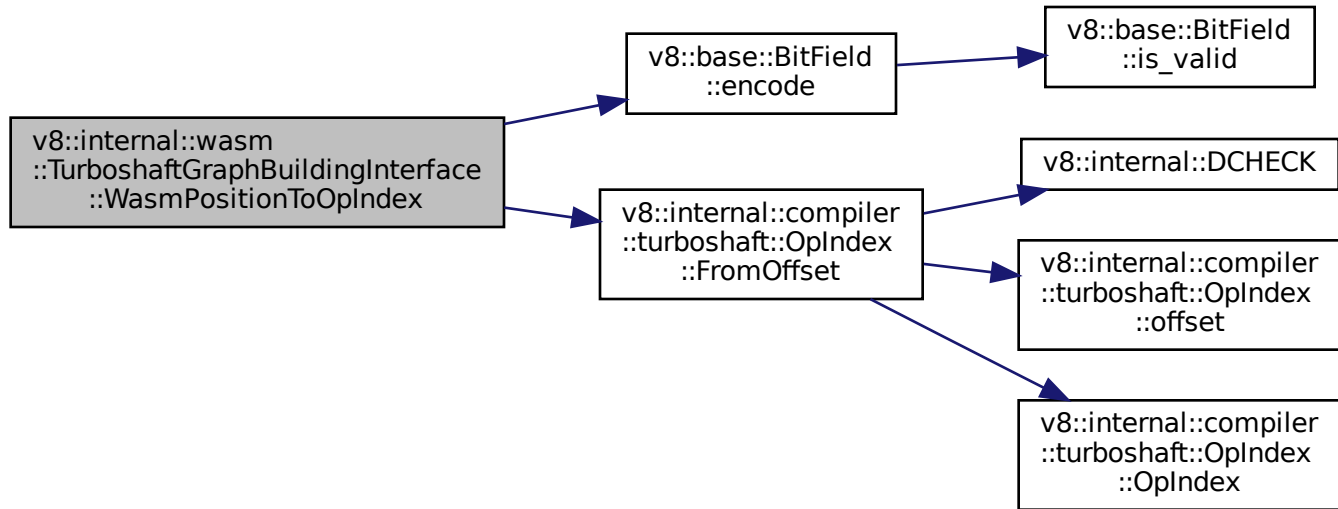 v8::internal::wasm
::TurboshaftGraphBuildingInterface
::WasmPositionToOpIndex
v8::base::BitField
::encode
v8::base::BitField
::is_valid
v8::internal::compiler
::turboshaft::OpIndex
::FromOffset
v8::internal::DCHECK
v8::internal::compiler
::turboshaft::OpIndex
::offset
v8::internal::compiler
::turboshaft::OpIndex
::OpIndex